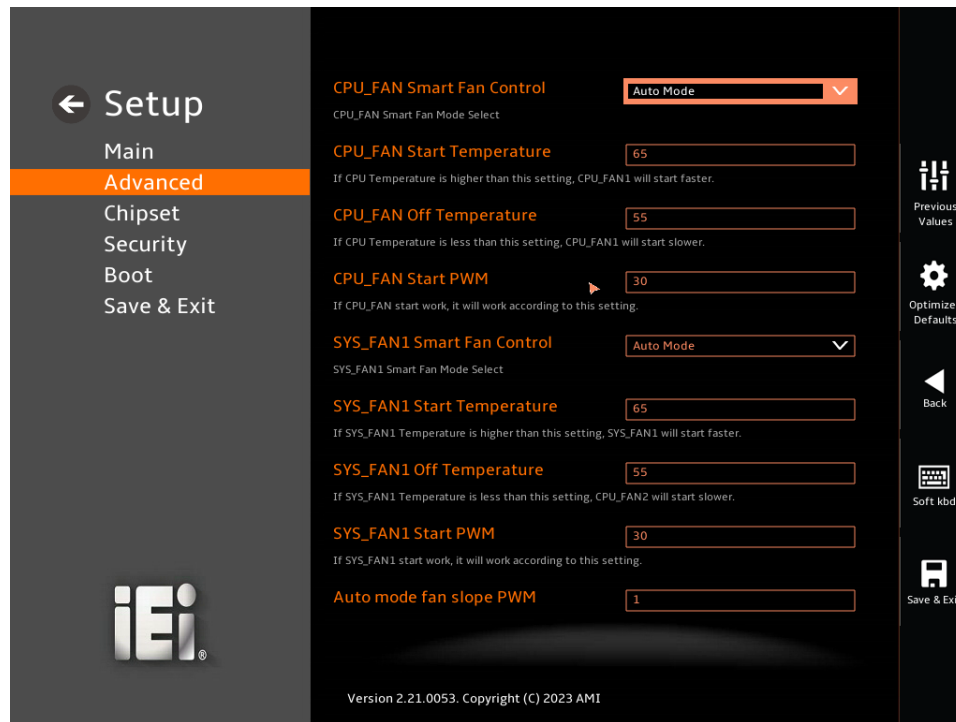 Setup
Main
Advanced
Chipset
Security
Boot
Save & Exit
CPU_FAN Smart Fan Control
Auto Mode
CPU_FAN Smart Fan Mode Select
CPU_FAN Start Temperature
65
If CPU Temperature is higher than this setting, CPU_FAN1 will start faster.
CPU_FAN Off Temperature
55
If CPU Temperature is less than this setting, CPU_FAN1 will start slower.
CPU_FAN Start PWM
30
If CPU_FAN start work, it will work according to this setting.
SYS_FAN1 Smart Fan Control
Auto Mode
SYS_FAN1 Smart Fan Mode Select
SYS_FAN1 Start Temperature
65
If SYS_FAN1 Temperature is higher than this setting, SYS_FAN1 will start faster.
SYS_FAN1 Off Temperature
55
If SYS_FAN1 Temperature is less than this setting, CPU_FAN2 will start slower.
SYS_FAN1 Start PWM
30
If SYS_FAN1 start work, it will work according to this setting.
Auto mode fan slope PWM
1
Version 2.21.0053. Copyright (C) 2023 AMI
Previous
Values
Optimize
Defaults
Back
Soft kbd
Save & Exi
iEi®